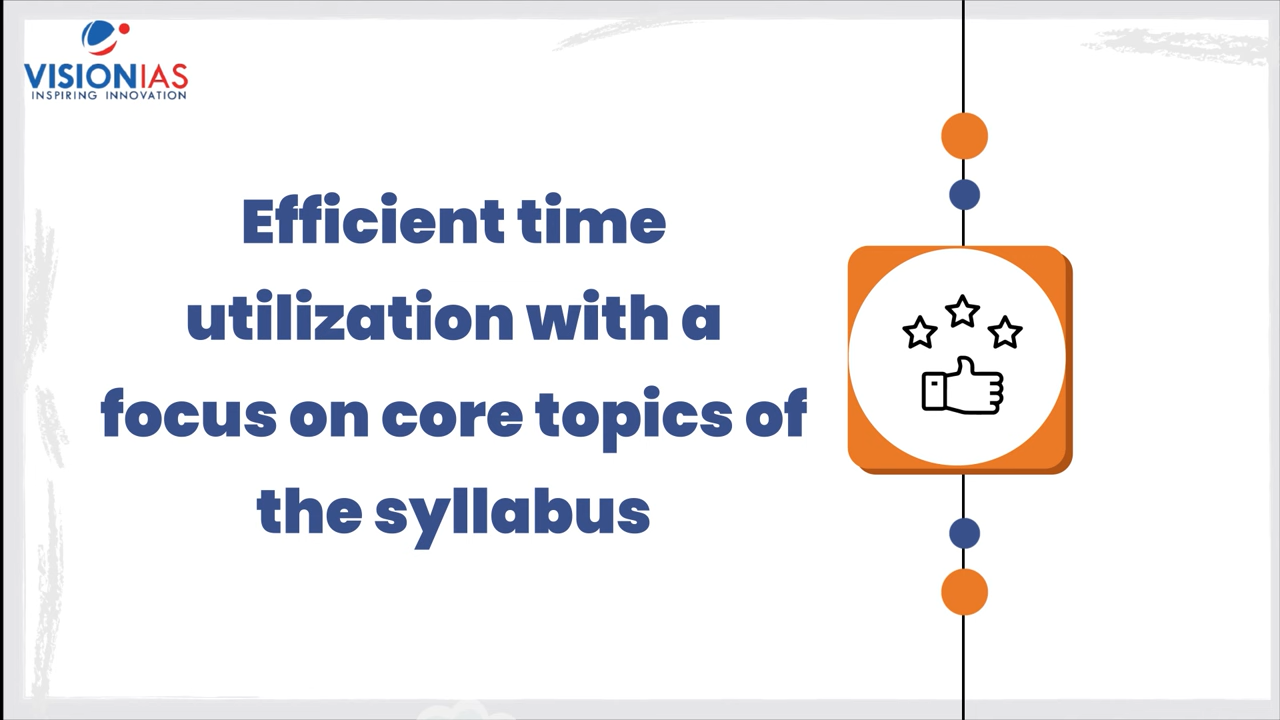 VISIONIAS
INSPIRING INNOVATION
Efficient time
utilization with a
focus on core topics of
the syllabus